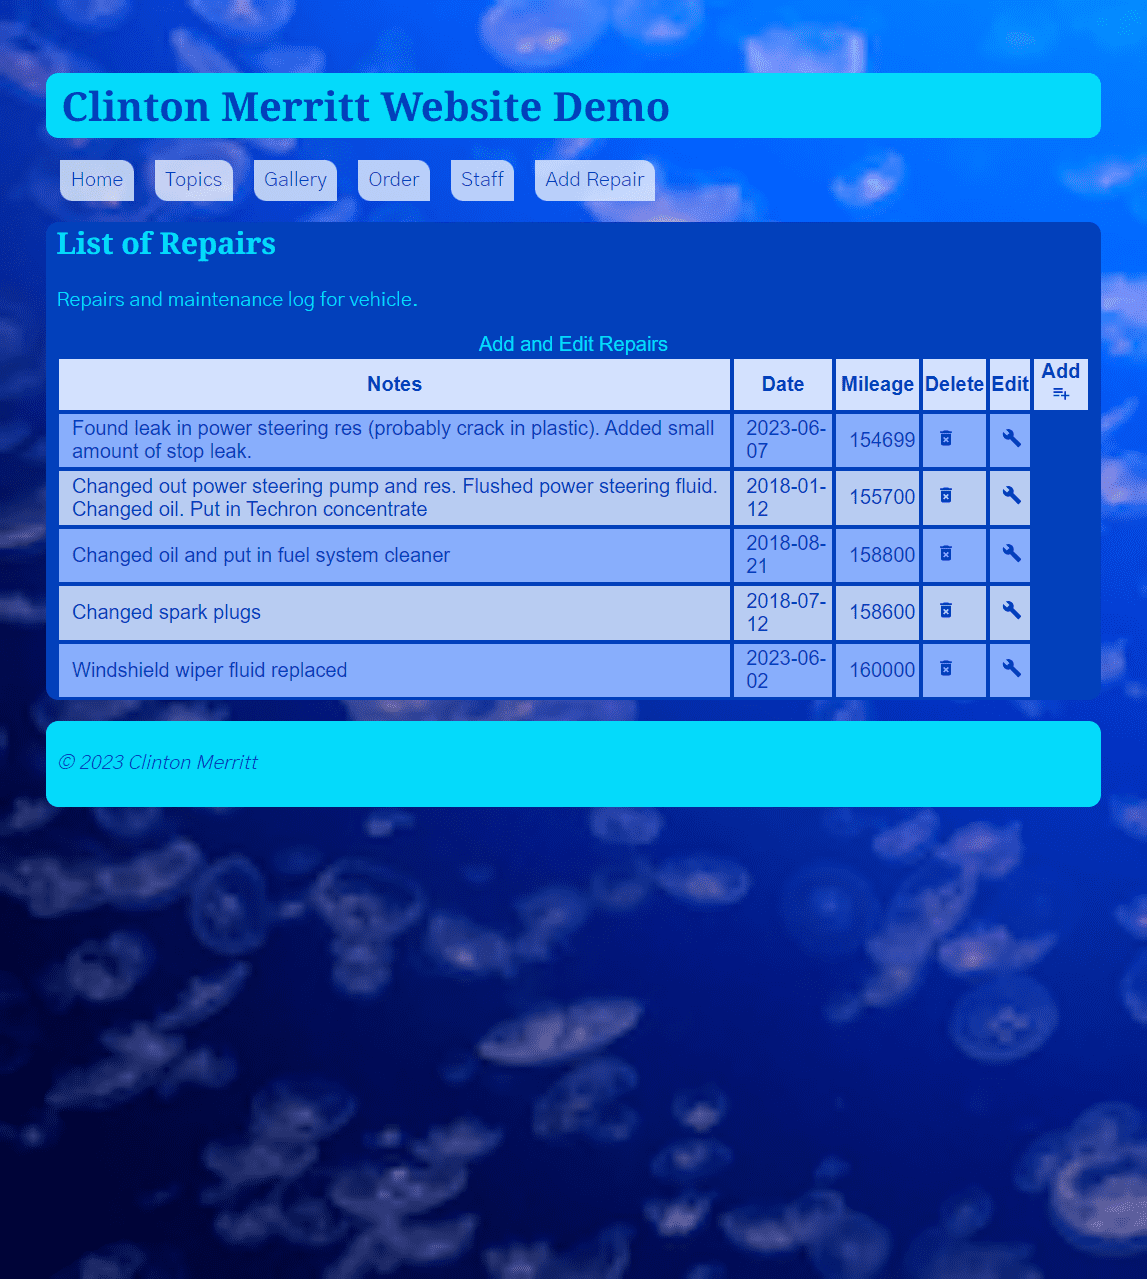 Clinton Merritt Website Demo
Home Topics Gallery Order Staff Add Repair
List of Repairs
Repairs and maintenance log for vehicle.
Add and Edit Repairs
Notes Date Mileage Delete Edit Add
Found leak in power steering res (probably crack in plastic). Added small
amount of stop leak.
2023-06-
07
154699
Changed out power steering pump and res. Flushed power steering fluid.
Changed oil. Put in Techron concentrate
2018-01-
12
155700
Changed oil and put in fuel system cleaner
2018-08-
21
158800
Changed spark plugs
2018-07-
12
158600
Windshield wiper fluid replaced
2023-06-
02
160000
© 2023 Clinton Merritt